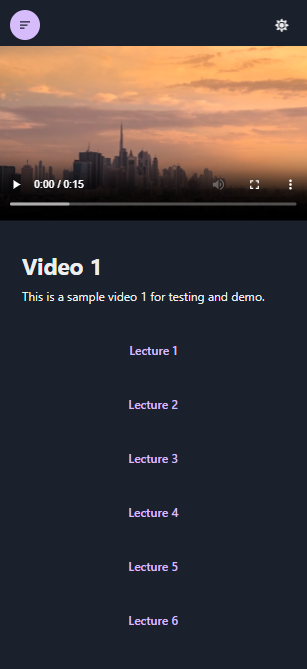 0:00 / 0:15
Video 1
This is a sample video 1 for testing and demo.
Lecture 1
Lecture 2
Lecture 3
Lecture 4
Lecture 5
Lecture 6